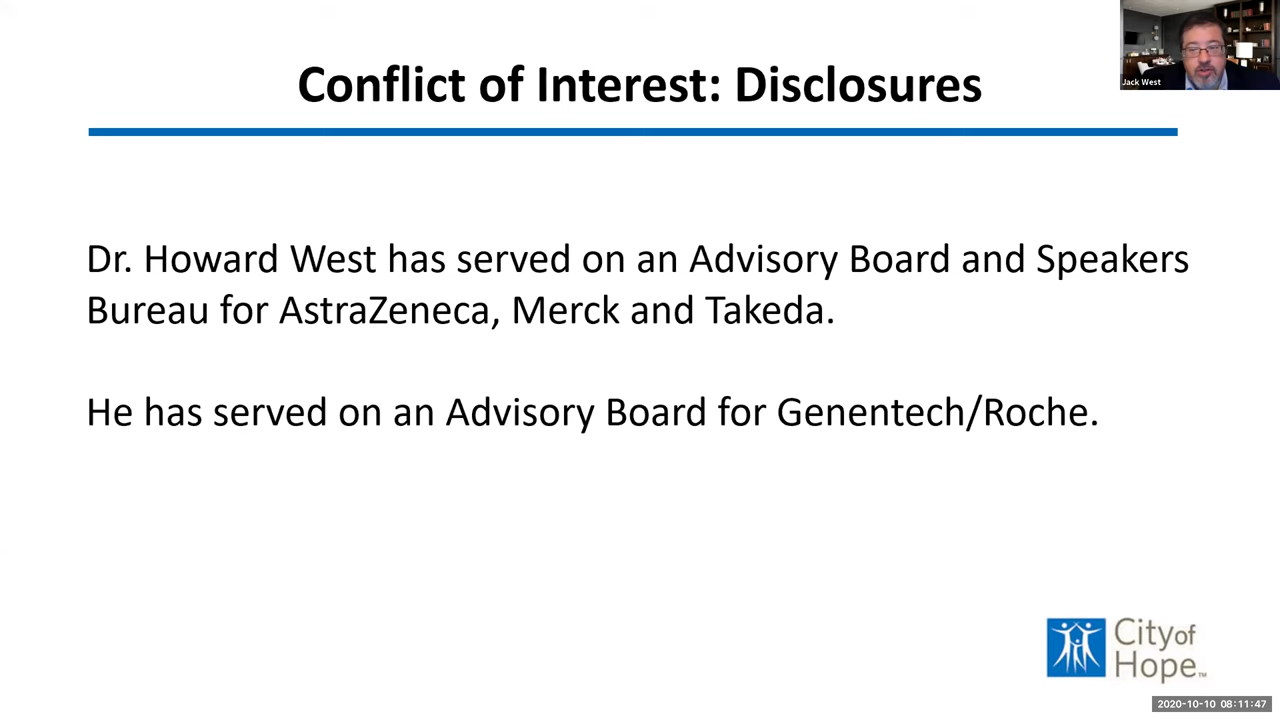 Conflict of Interest: Disclosures
Jack West
Dr. Howard West has served on an Advisory Board and Speakers
Bureau for AstraZeneca, Merck and Takeda.
He has served on an Advisory Board for Genentech/Roche.
City of
Hope™
2020-10-10 08:11:47